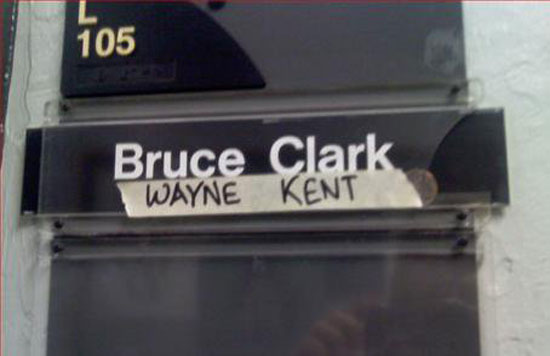 L
105
Bruce Clark
WAYNE KENT